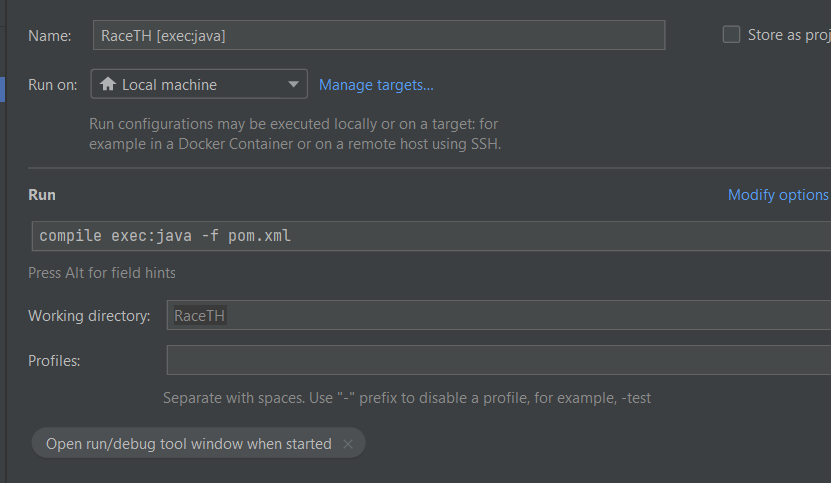 Name: RaceTH [exec:java] Store as proj
Run on: Local machine Manage targets...
Run configurations may be executed locally or on a target: for
example in a Docker Container or on a remote host using SSH.
Run Modify options
compile exec:java -f pom.xml
Press Alt for field hints
Working directory: RaceTH
Profiles:
Separate with spaces. Use "-" prefix to disable a profile, for example, -test
Open run/debug tool window when started ×